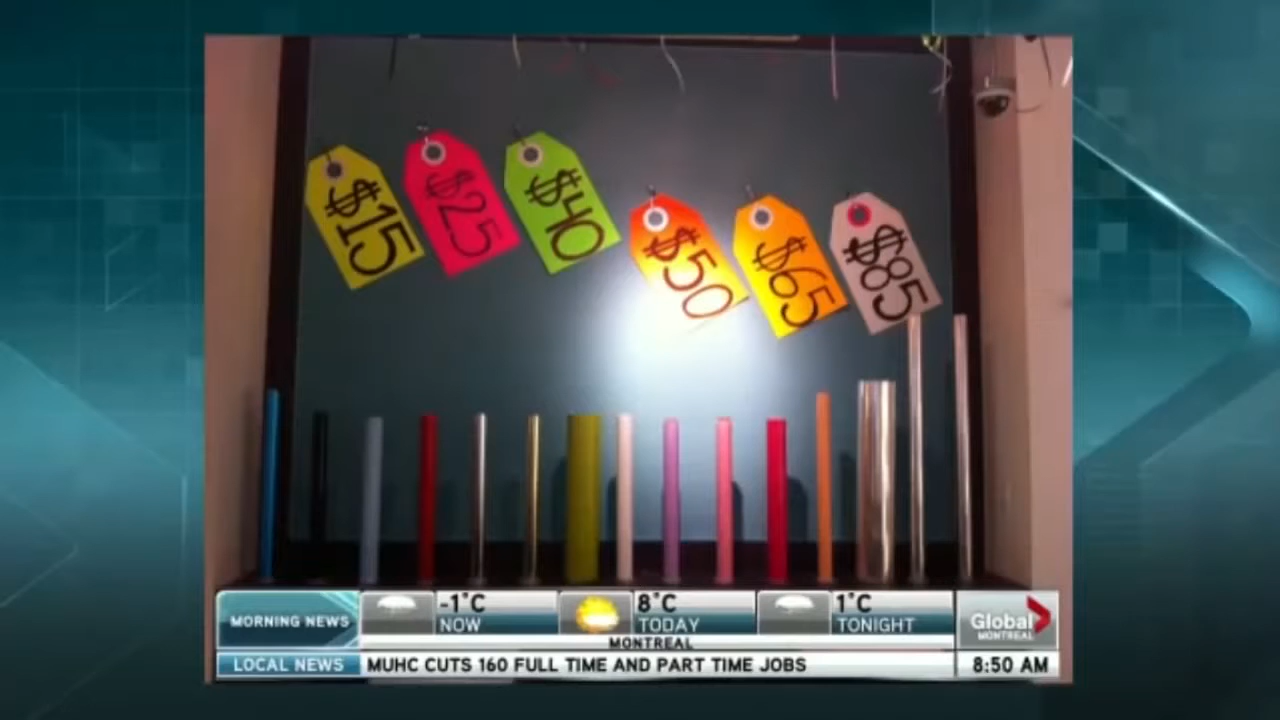 $15
$25
$40
$50
$65
$85
MORNING NEWS
-1°C
NOW
8°C
TODAY
1°C
TONIGHT
MONTREAL
Global
MONTREAL
LOCAL NEWS
MUHC CUTS 160 FULL TIME AND PART TIME JOBS
8:50 AM